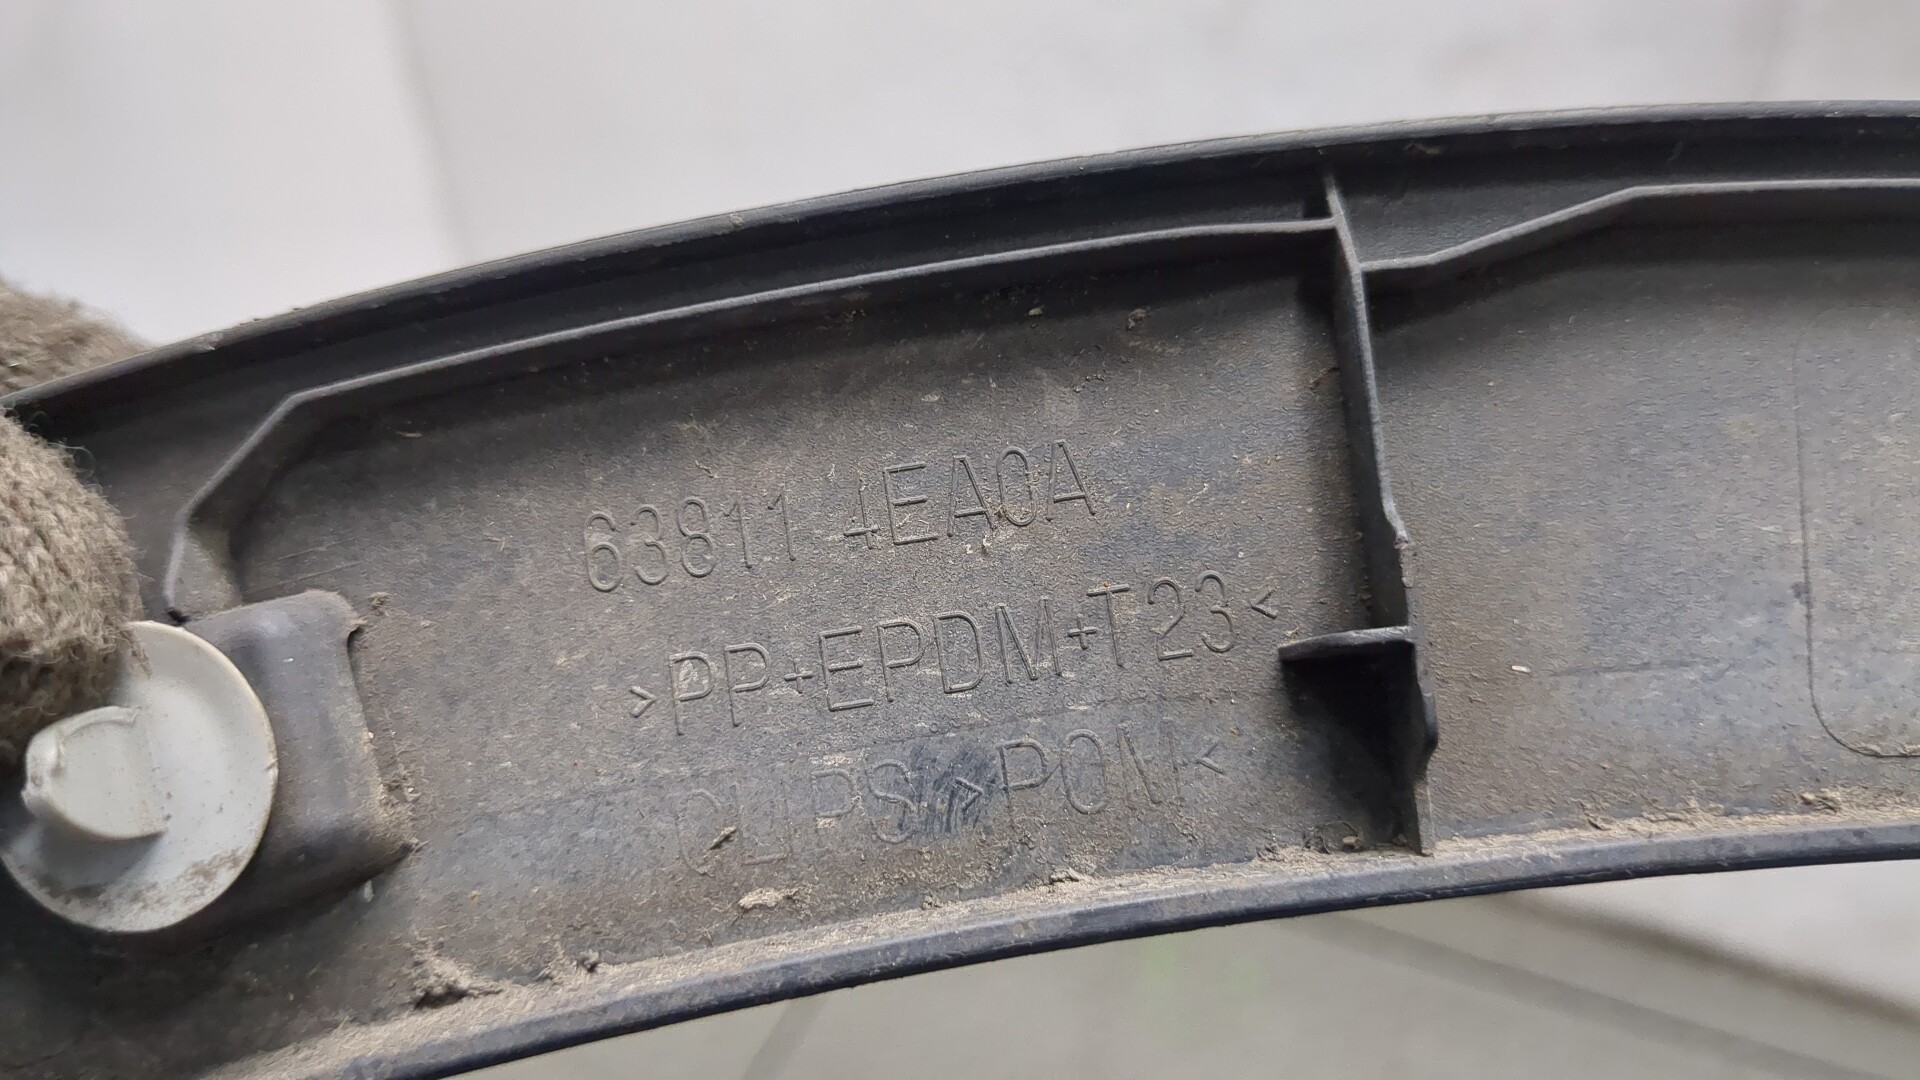 63811 4EA0A
>PP+EPDM+T23<
CLIPS >POM<